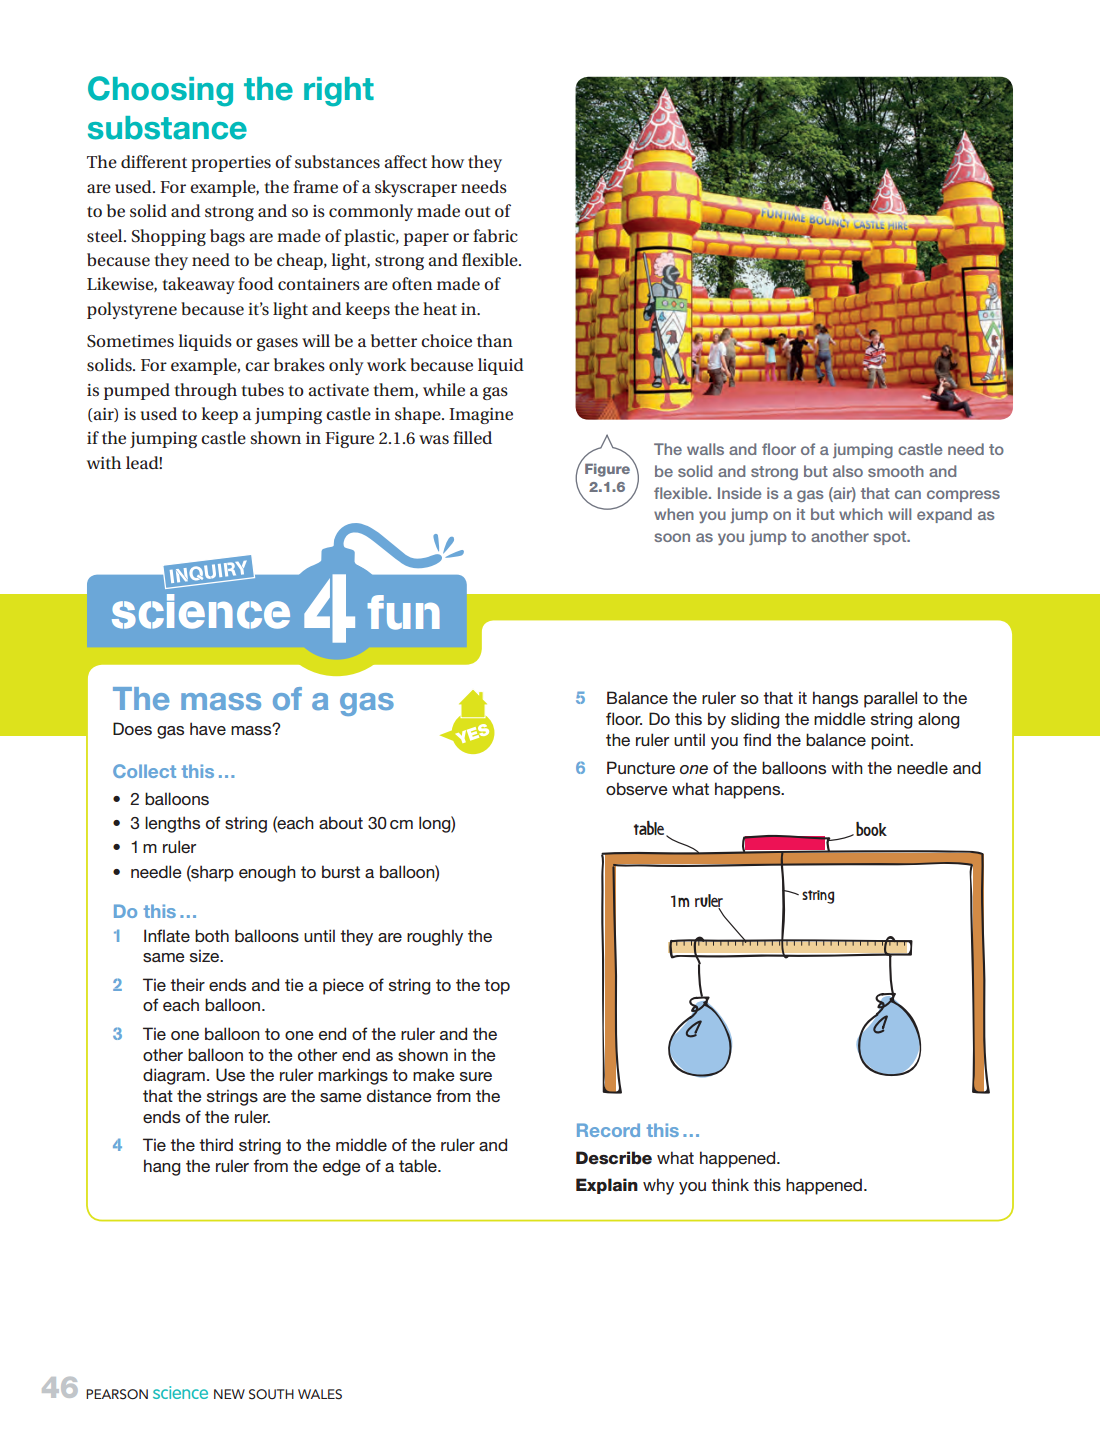 Choosing the right
substance
The different properties of substances affect how they
are used. For example, the frame of a skyscraper needs
to be solid and strong and so is commonly made out of
steel. Shopping bags are made of plastic, paper or fabric
because they need to be cheap, light, strong and flexible.
Likewise, takeaway food containers are often made of
polystyrene because it's light and keeps the heat in.
Sometimes liquids or gases will be a better choice than
solids. For example, car brakes only work because liquid
is pumped through tubes to activate them, while a gas
(air) is used to keep a jumping castle in shape. Imagine
if the jumping castle shown in Figure 2.1.6 was filled
with lead!
FUNTIME BOUNCY CASTLE HIRE
Figure
2.1.6
The walls and floor of a jumping castle need to
be solid and strong but also smooth and
flexible. Inside is a gas (air) that can compress
when you jump on it but which will expand as
soon as you jump to another spot.
INQUIRY
science 4 fun
The mass of a gas
Does gas have mass?
YES
Collect this...
• 2 balloons
• 3 lengths of string (each about 30 cm long)
• 1 m ruler
• needle (sharp enough to burst a balloon)
Do this...
1 Inflate both balloons until they are roughly the
same size.
2 Tie their ends and tie a piece of string to the top
of each balloon.
3 Tie one balloon to one end of the ruler and the
other balloon to the other end as shown in the
diagram. Use the ruler markings to make sure
that the strings are the same distance from the
ends of the ruler.
4 Tie the third string to the middle of the ruler and
hang the ruler from the edge of a table.
5 Balance the ruler so that it hangs parallel to the
floor. Do this by sliding the middle string along
the ruler until you find the balance point.
6 Puncture one of the balloons with the needle and
observe what happens.
table
book
1m ruler
string
Record this...
Describe what happened.
Explain why you think this happened.
46 PEARSON science NEW SOUTH WALES